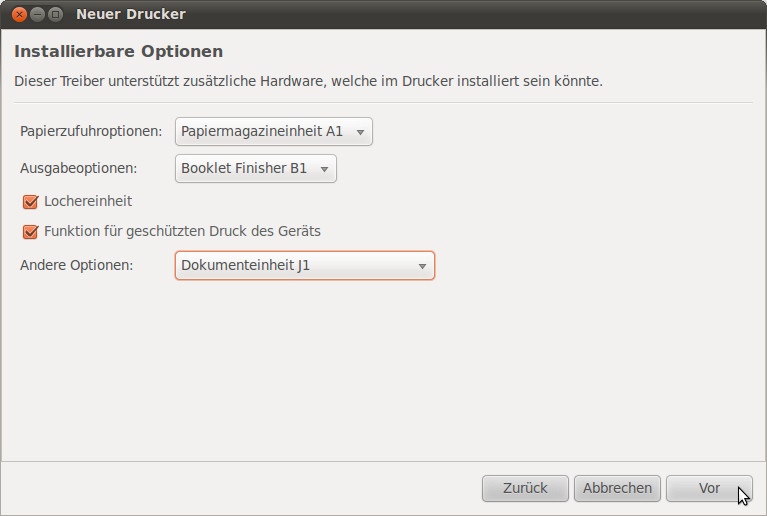 Neuer Drucker
Installierbare Optionen
Dieser Treiber unterstützt zusätzliche Hardware, welche im Drucker installiert sein könnte.
Papierzufuhroptionen: Papiermagazineinheit A1
Ausgabeoptionen: Booklet Finisher B1
Lochereinheit
Funktion für geschützten Druck des Geräts
Andere Optionen: Dokumenteinheit J1
Zurück Abbrechen Vor